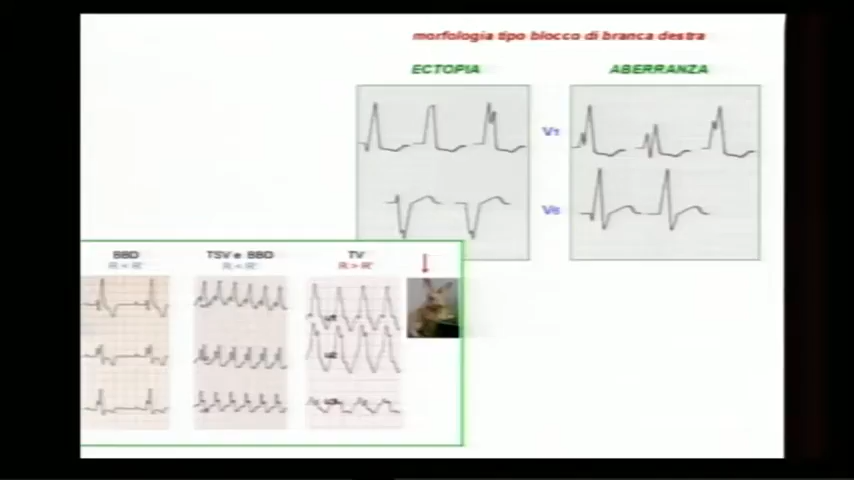 morfologia tipo blocco di branca destra
ECTOPIA
ABERRANZA
V1
V6
BBD
TSV e BBD
TV
R < R'
R < R'
R > R'